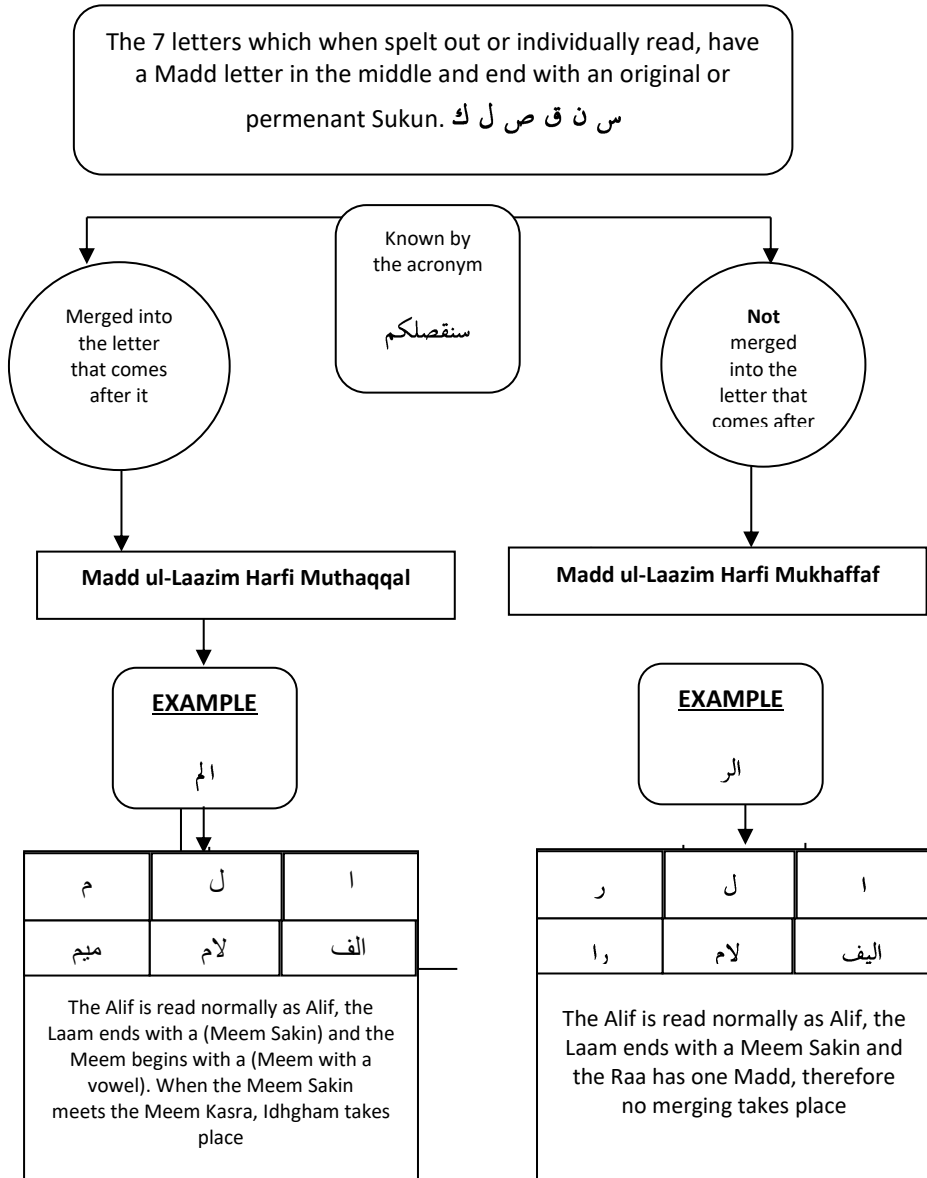 The 7 letters which when spelt out or individually read, have
a Madd letter in the middle and end with an original or
permenant Sukun. س ن ق ص ل ك
Known by
the acronym
سنقصلكم
Merged into
the letter
that comes
after it
Not
merged
into the
letter that
comes after
Madd ul-Laazim Harfi Muthaqqal
Madd ul-Laazim Harfi Mukhaffaf
EXAMPLE
الم
EXAMPLE
الر
ا ل م
الف لام ميم
The Alif is read normally as Alif, the
Laam ends with a (Meem Sakin) and the
Meem begins with a (Meem with a
vowel). When the Meem Sakin
meets the Meem Kasra, Idhgham takes
place
ا ل ر
اليف لام را
The Alif is read normally as Alif, the
Laam ends with a Meem Sakin and
the Raa has one Madd, therefore
no merging takes place